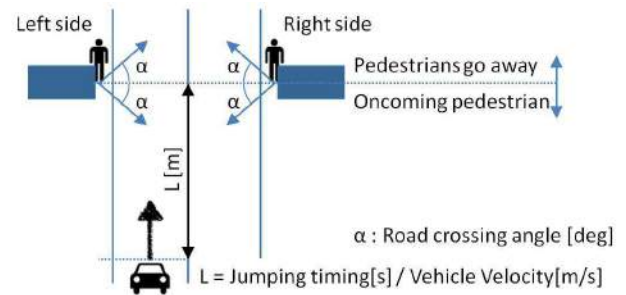 Left side
Right side
α
α
α
α
Pedestrians go away
Oncoming pedestrian
L [m]
α : Road crossing angle [deg]
L = Jumping timing[s] / Vehicle Velocity[m/s]